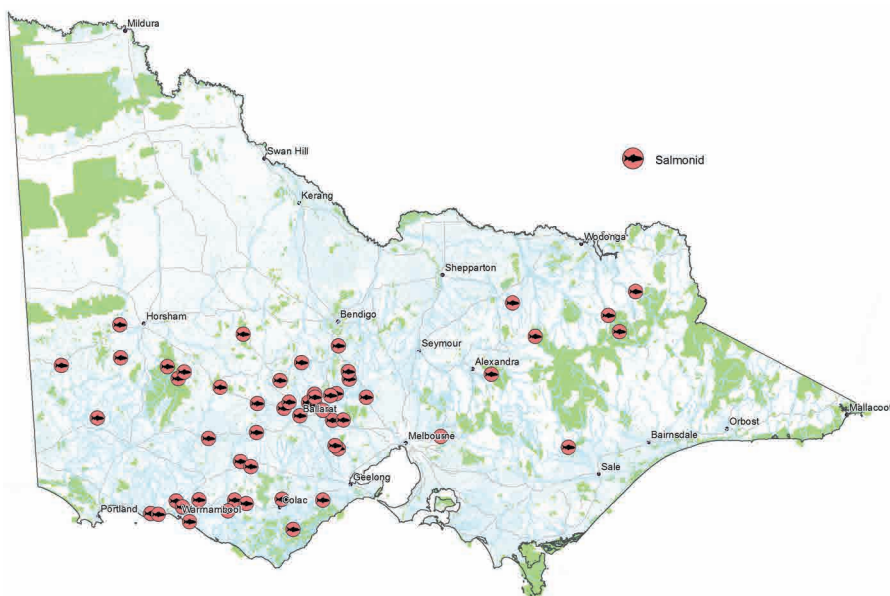 Mildura
Swan Hill
Salmonid
Kerang
Wodonga
Shepparton
Horsham
Bendigo
Seymour
Alexandra
Ballarat
Mallacoot
Orbost
Melbourne
Bairnsdale
Sale
Geelong
Colac
Portland
Warrnambool